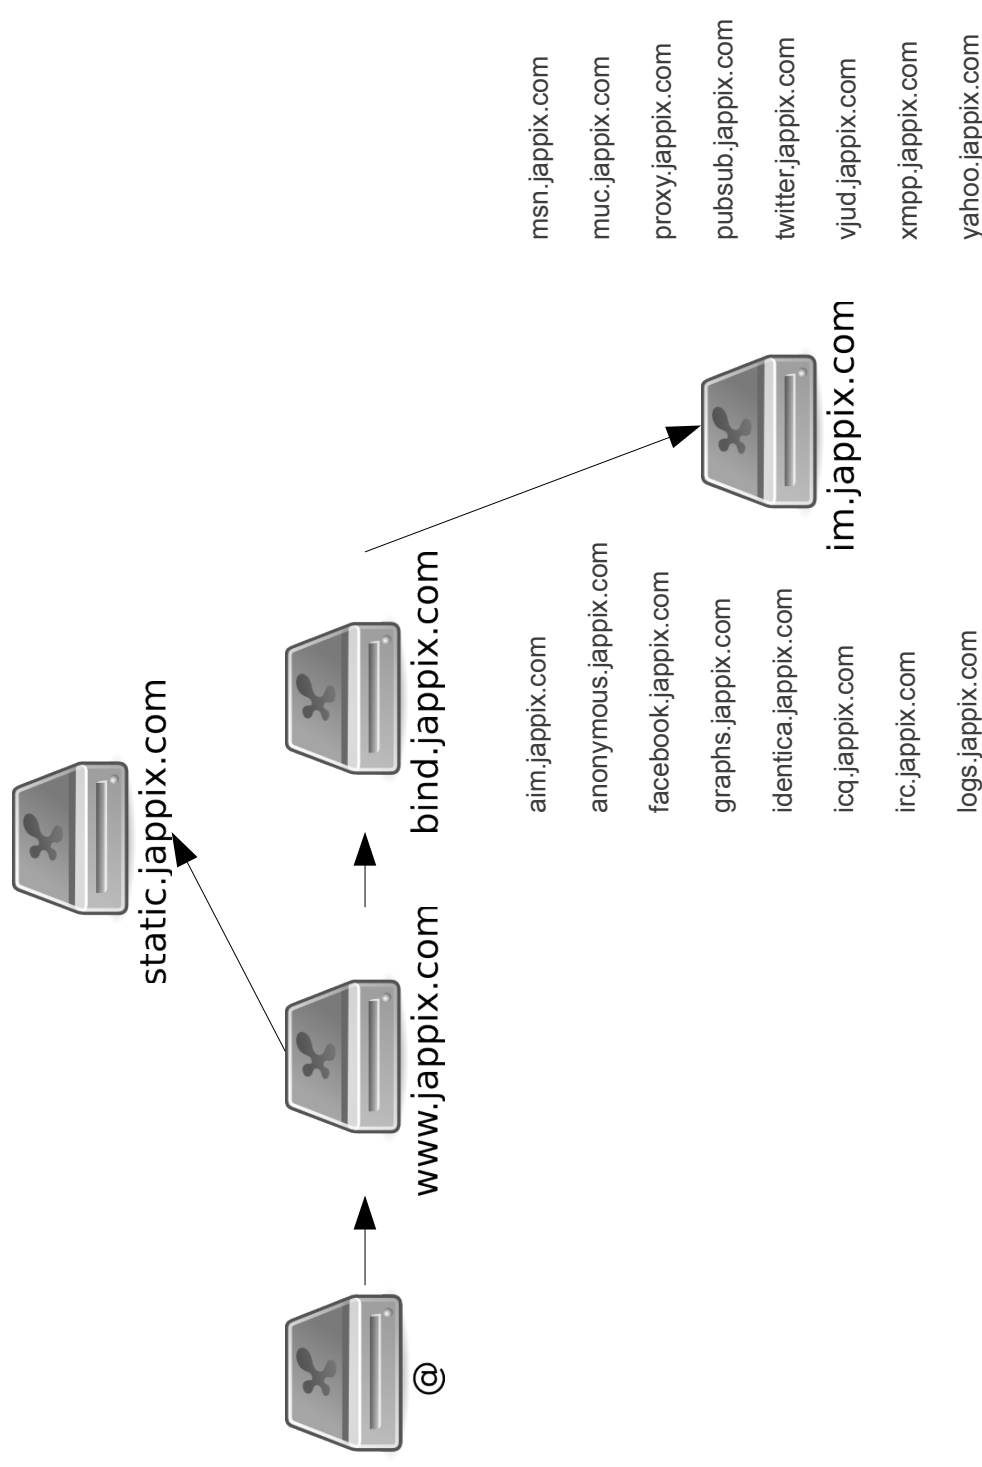 static.jappix.com
@
www.jappix.com
bind.jappix.com
im.jappix.com
aim.jappix.com
anonymous.jappix.com
facebook.jappix.com
graphs.jappix.com
identica.jappix.com
icq.jappix.com
irc.jappix.com
logs.jappix.com
msn.jappix.com
muc.jappix.com
proxy.jappix.com
pubsub.jappix.com
twitter.jappix.com
vjud.jappix.com
xmpp.jappix.com
yahoo.jappix.com